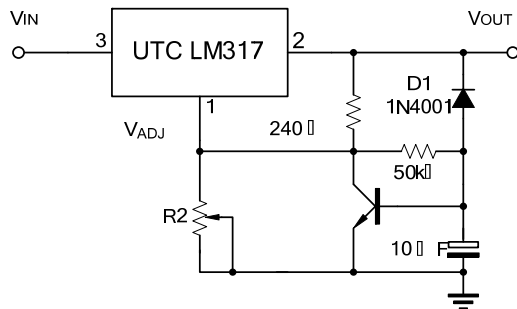 VIN
VOUT
3
UTC LM317
2
1
D1
1N4001
VADJ
240▯
50k▯
R2
10▯ F